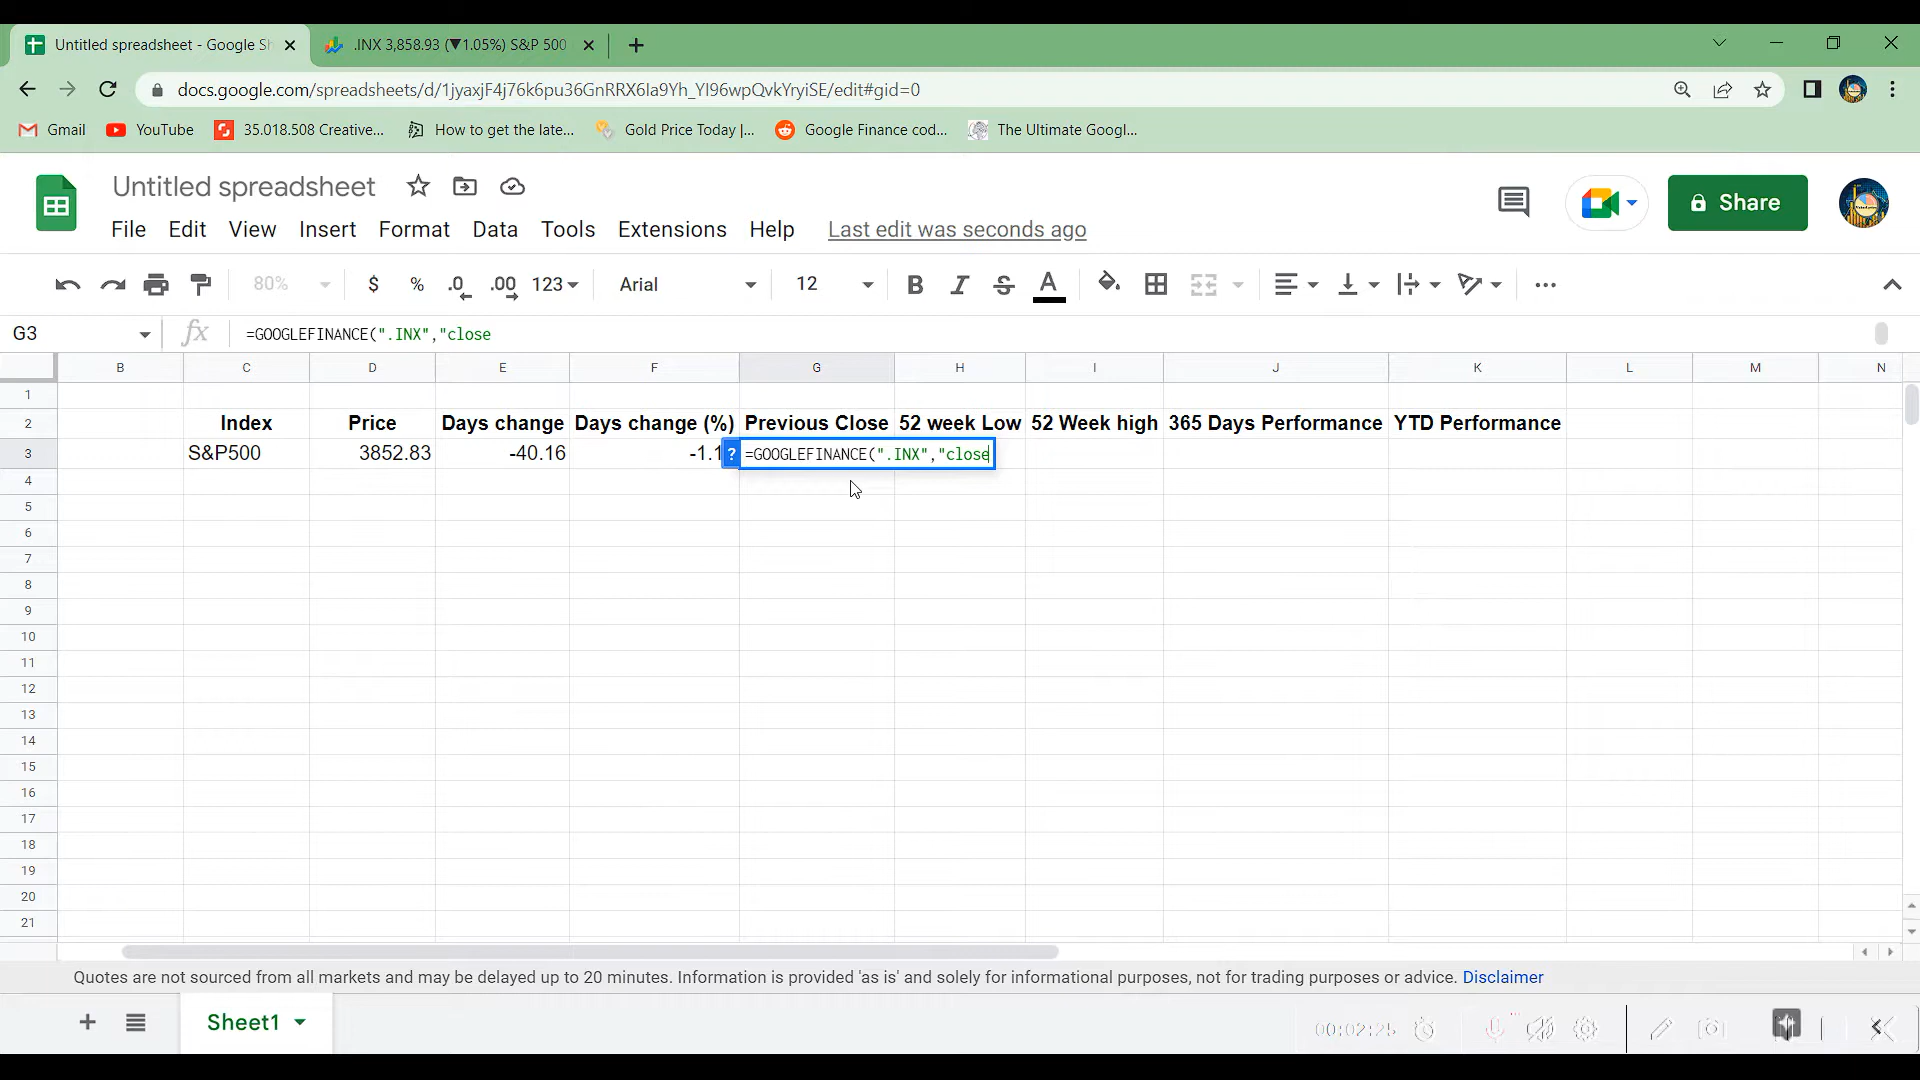 Untitled spreadsheet - Google Sh
.INX 3,858.93 (▼1.05%) S&P 500
docs.google.com/spreadsheets/d/1jyaxjF4j76k6pu36GnRRX6Ia9Yh_YI96wpQvkYryiSE/edit#gid=0
Gmail YouTube 35.018.508 Creative... How to get the late... Gold Price Today |... Google Finance cod... The Ultimate Googl...
Untitled spreadsheet
Share
File Edit View Insert Format Data Tools Extensions Help Last edit was seconds ago
80% $ % .0 .00 123 Arial 12 B I S A
G3 fx =GOOGLEFINANCE(".INX","close
B C D E F G H I J K L M N
1
2 Index Price Days change Days change (%) Previous Close 52 week Low 52 Week high 365 Days Performance YTD Performance
3 S&P500 3852.83 -40.16 -1.1 ? =GOOGLEFINANCE(".INX","close
4
5
6
7
8
9
10
11
12
13
14
15
16
17
18
19
20
21
Quotes are not sourced from all markets and may be delayed up to 20 minutes. Information is provided 'as is' and solely for informational purposes, not for trading purposes or advice. Disclaimer
Sheet1
00:02:25